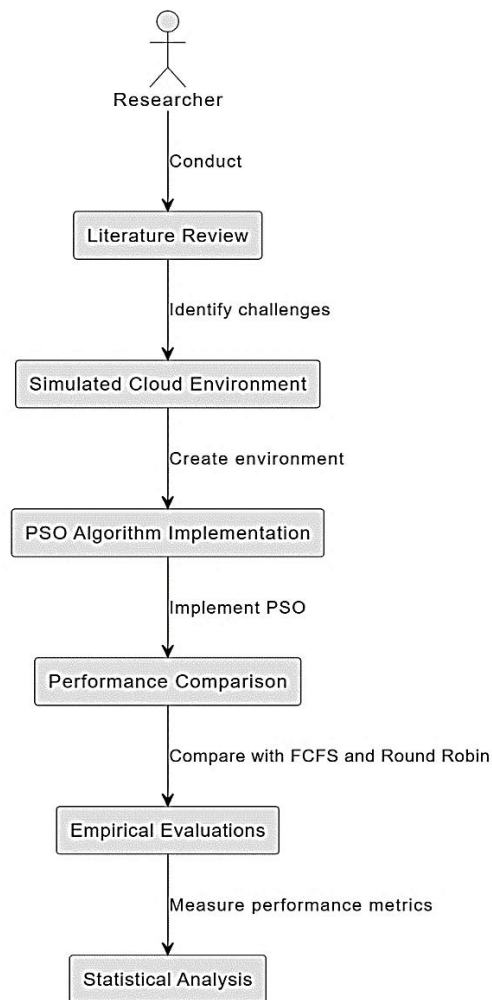 Researcher
Conduct
Literature Review
Identify challenges
Simulated Cloud Environment
Create environment
PSO Algorithm Implementation
Implement PSO
Performance Comparison
Compare with FCFS and Round Robin
Empirical Evaluations
Measure performance metrics
Statistical Analysis